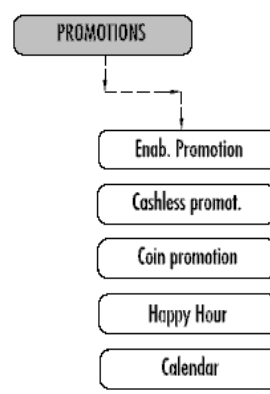 PROMOTIONS
Enab. Promotion
Cashless promot.
Coin promotion
Happy Hour
Calendar